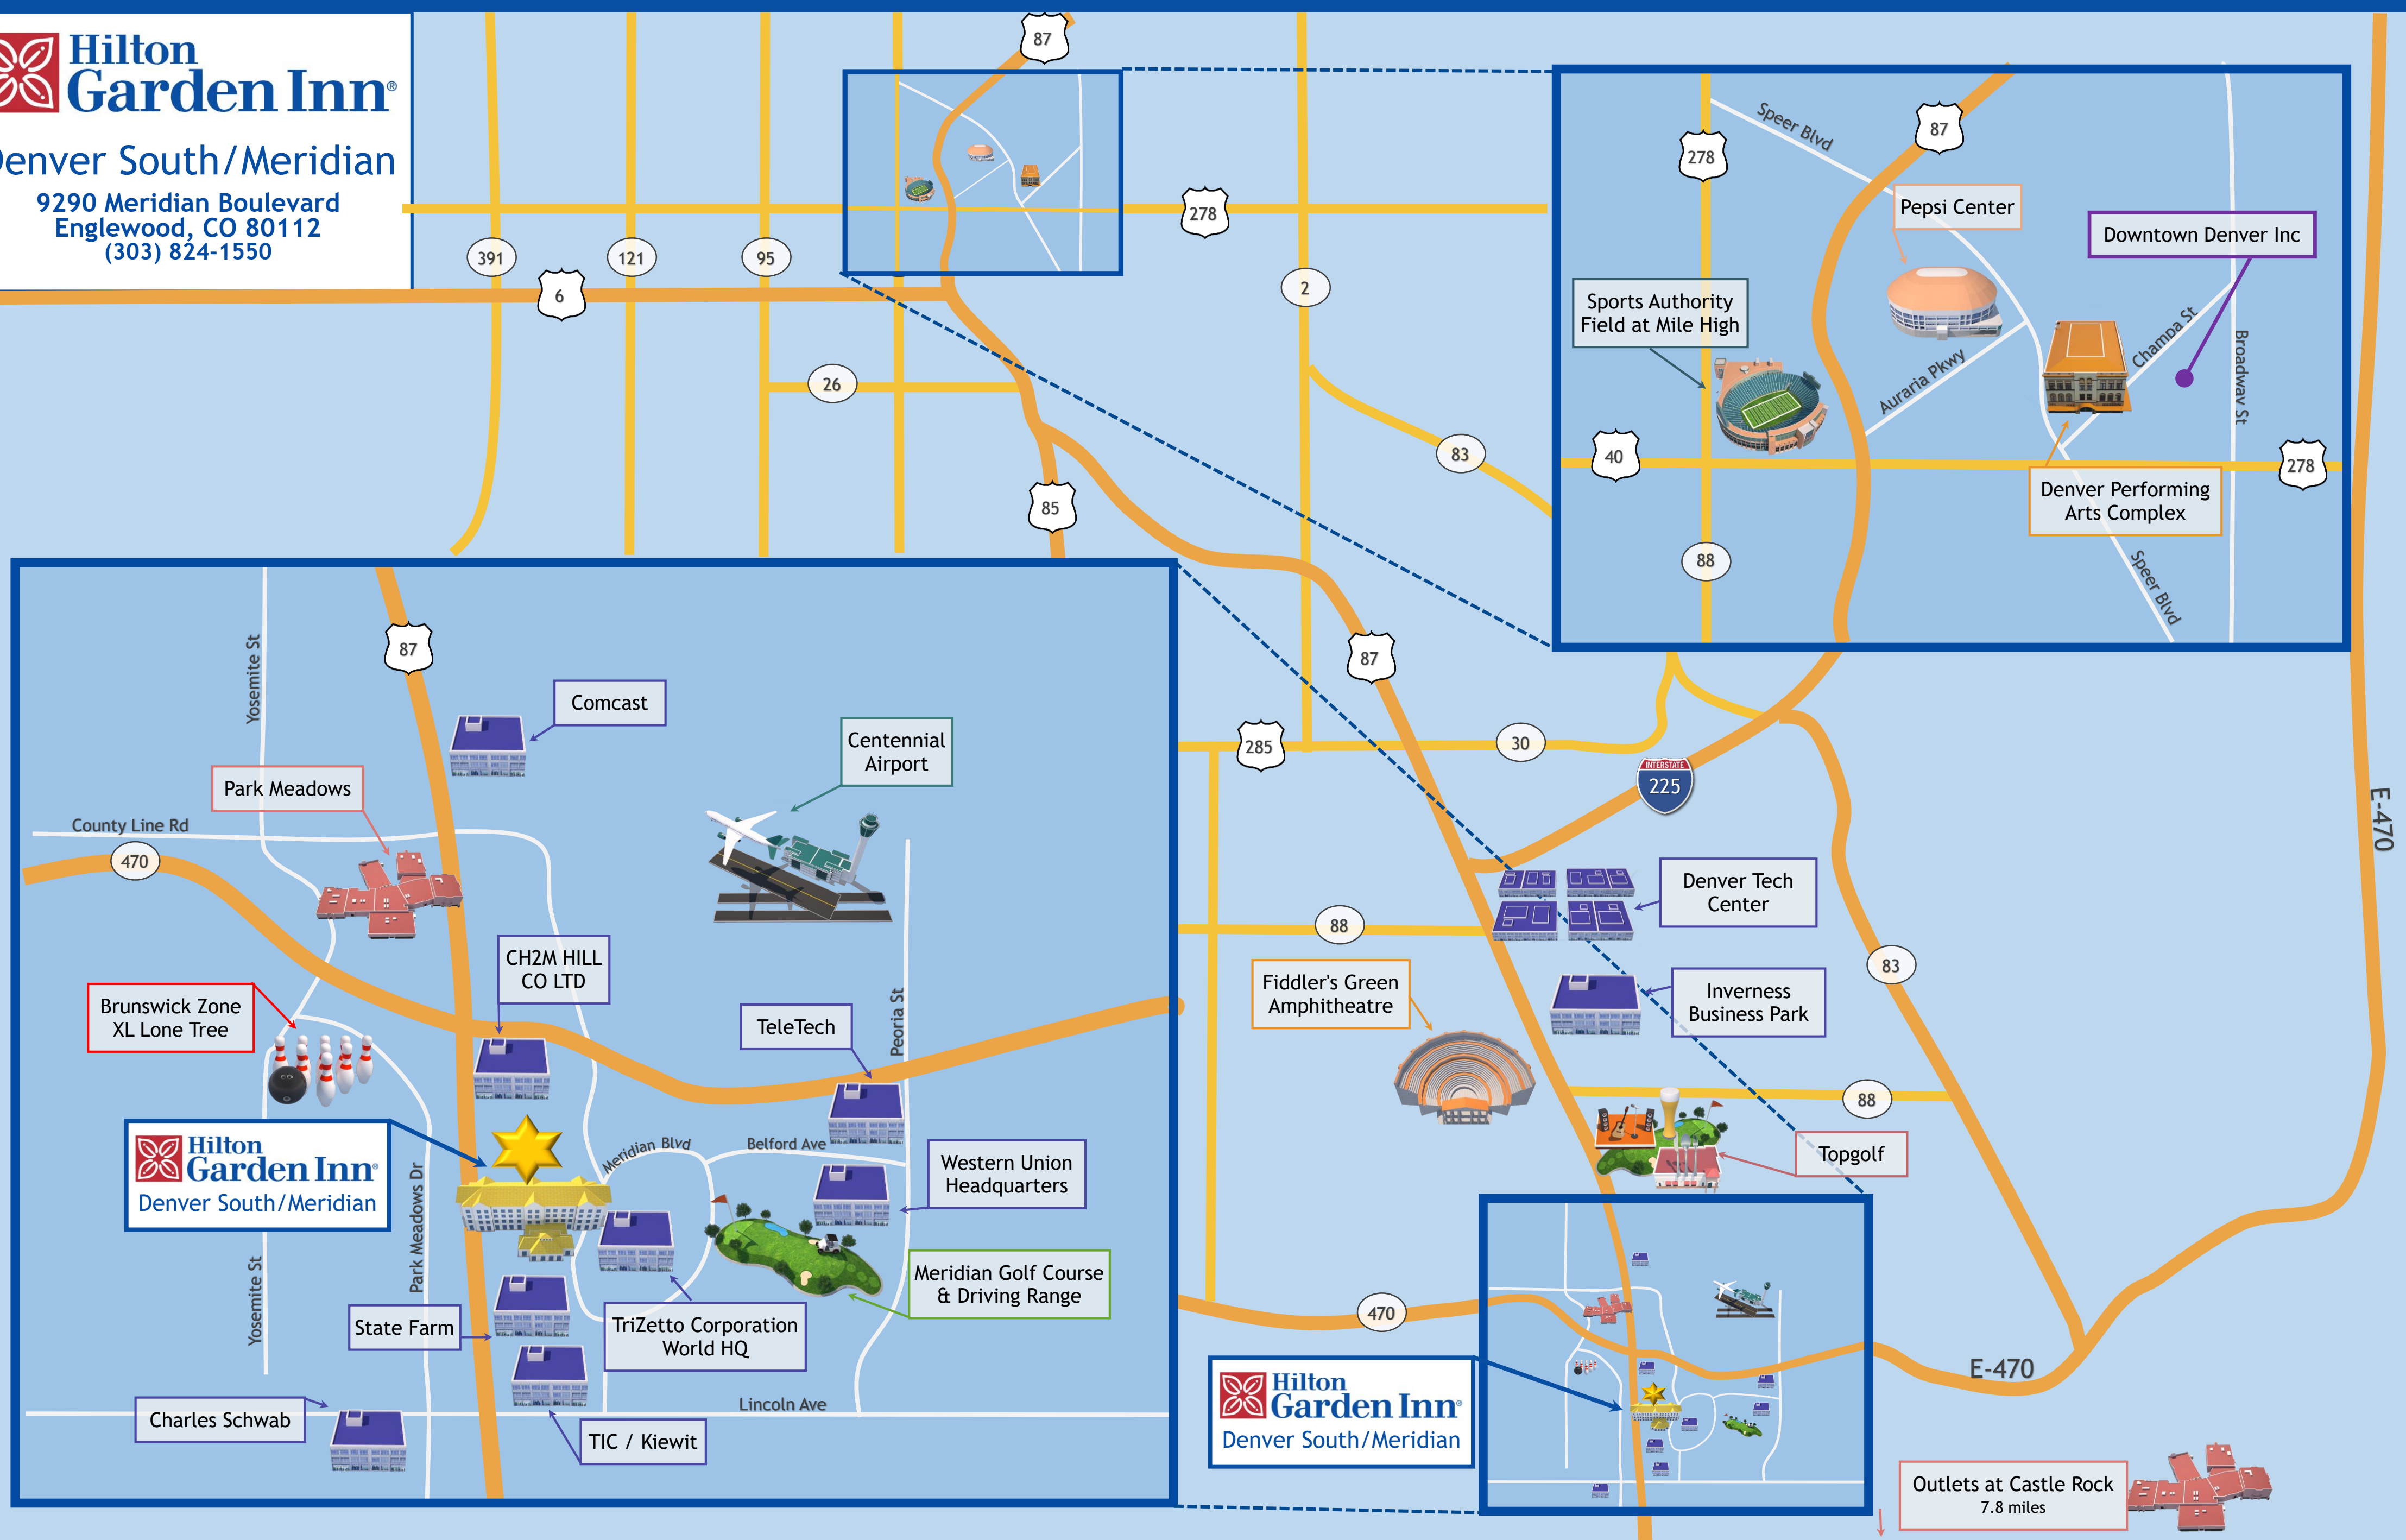 Hilton
Garden Inn®
Denver South/Meridian
9290 Meridian Boulevard
Englewood, CO 80112
(303) 824-1550
87
278
391
121
95
6
2
26
83
85
87
285
30
INTERSTATE
225
88
83
88
470
E-470
E-470
Denver Tech
Center
Fiddler's Green
Amphitheatre
Inverness
Business Park
Topgolf
Hilton
Garden Inn®
Denver South/Meridian
Outlets at Castle Rock
7.8 miles
Speer Blvd
87
278
Pepsi Center
Downtown Denver Inc
Sports Authority
Field at Mile High
Champa St
Auraria Pkwy
Broadway St
40
278
Denver Performing
Arts Complex
88
Speer Blvd
Yosemite St
87
Comcast
Centennial
Airport
Park Meadows
County Line Rd
470
CH2M HILL
CO LTD
Brunswick Zone
XL Lone Tree
TeleTech
Peoria St
Hilton
Garden Inn®
Denver South/Meridian
Meridian Blvd
Belford Ave
Western Union
Headquarters
Park Meadows Dr
Yosemite St
Meridian Golf Course
& Driving Range
State Farm
TriZetto Corporation
World HQ
Lincoln Ave
Charles Schwab
TIC / Kiewit